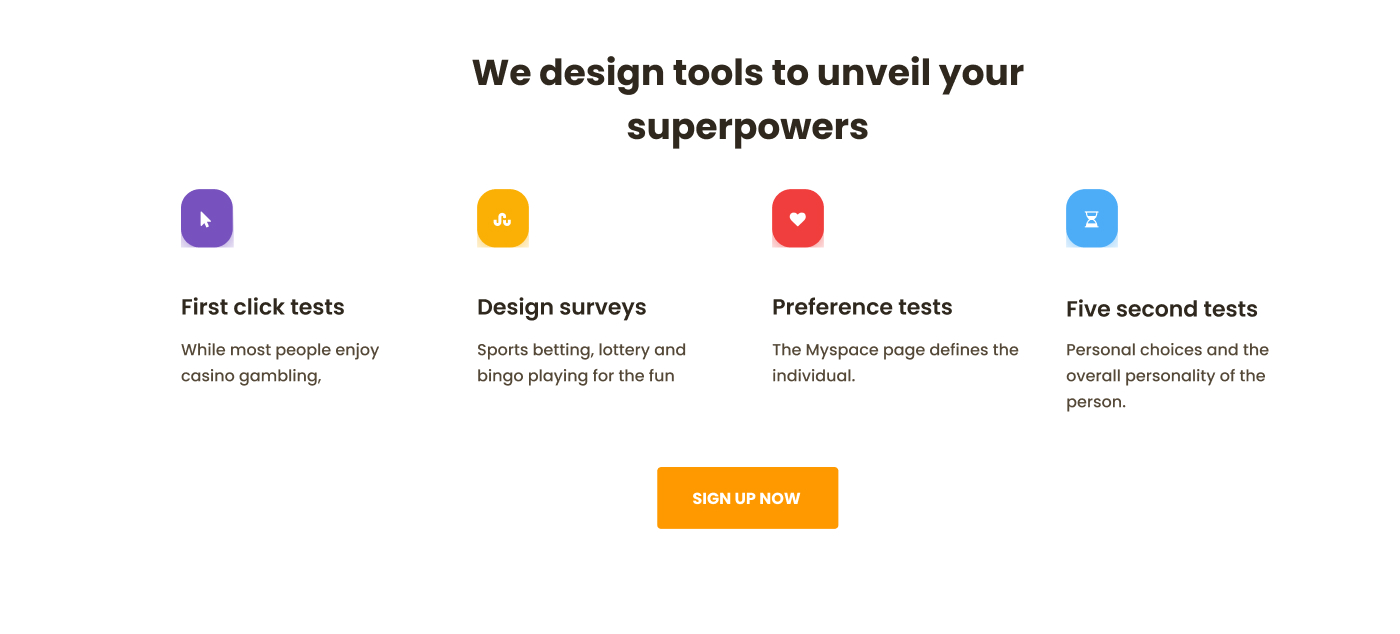 We design tools to unveil your
superpowers
First click tests
While most people enjoy
casino gambling,
Design surveys
Sports betting, lottery and
bingo playing for the fun
Preference tests
The Myspace page defines the
individual.
Five second tests
Personal choices and the
overall personality of the
person.
SIGN UP NOW